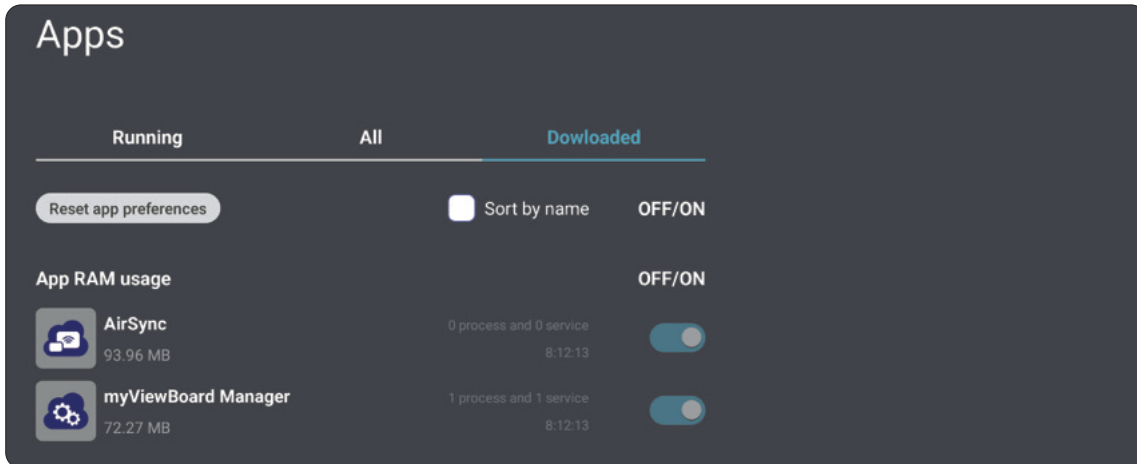 Apps
Running All Dowloaded
Reset app preferences Sort by name OFF/ON
App RAM usage OFF/ON
AirSync 0 process and 0 service
93.96 MB 8:12:13
myViewBoard Manager 1 process and 1 service
72.27 MB 8:12:13